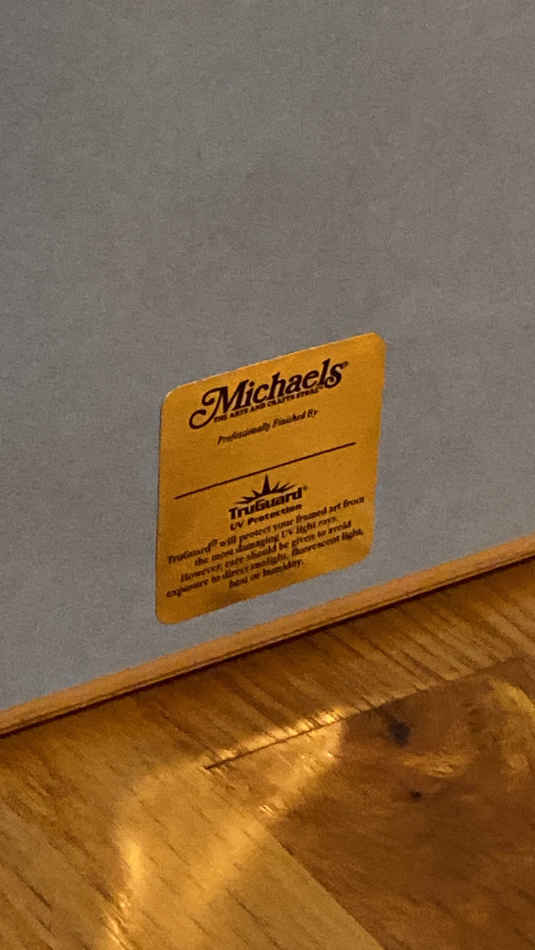 Michaels®
THE ARTS AND CRAFTS STORE®
Professionally Finished By
TruGuard®
UV Protection
TruGuard® will protect your framed art from
the most damaging UV light rays.
However, care should be given to avoid
exposure to direct sunlight, fluorescent light,
heat or humidity.